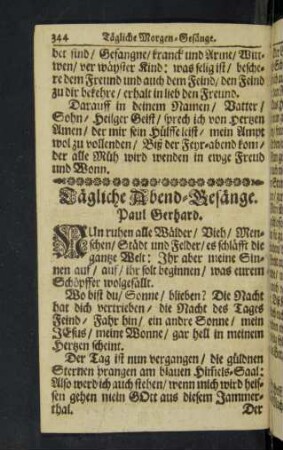 344 Tägliche Morgen-Gesänge.
det sind/ Gefangne/ kranck und Arme/ Witt-
wen/ ver wäyster Kind: was selig ist/ besche-
re dem Freund und auch dem Feind/ den Feind
zu dir bekehre/ erhalt in lieb den Freund.
Darauff in deinem Namen/ Vatter/
Sohn/ Heilger Geist/ sprech ich von Hertzen
Amen/ der mir sein Hülffe leist/ mein Ampt
wol zu vollenden/ Biß der Feyr-abend kom/
der alle Müh wird wenden in ewge Freud
und Wonn.
Tägliche Abend-Gesänge.
Paul Gerhard.
NUn ruhen alle Wälder/ Vieh/ Men-
schen/ Städt und Felder/ es schläfft die
gantze Welt: Ihr aber meine Sin-
nen auf/ auf/ ihr solt beginnen/ was eurem
Schöpffer wolgefällt.
Wo bist du/ Sonne/ blieben? Die Nacht
hat dich vertrieben/ die Nacht des Tages
Feind/ Fahr hin/ ein andre Sonne/ mein
JEsus/ meine Wonne/ gar hell in meinem
Hertzen scheint.
Der Tag ist nun vergangen/ die güldnen
Sternen prangen am blauen Himels-Saal:
Also werd ich auch stehen/ wenn mich wird heis-
sen gehen mein GOtt aus diesem Jammer-
thal. Der